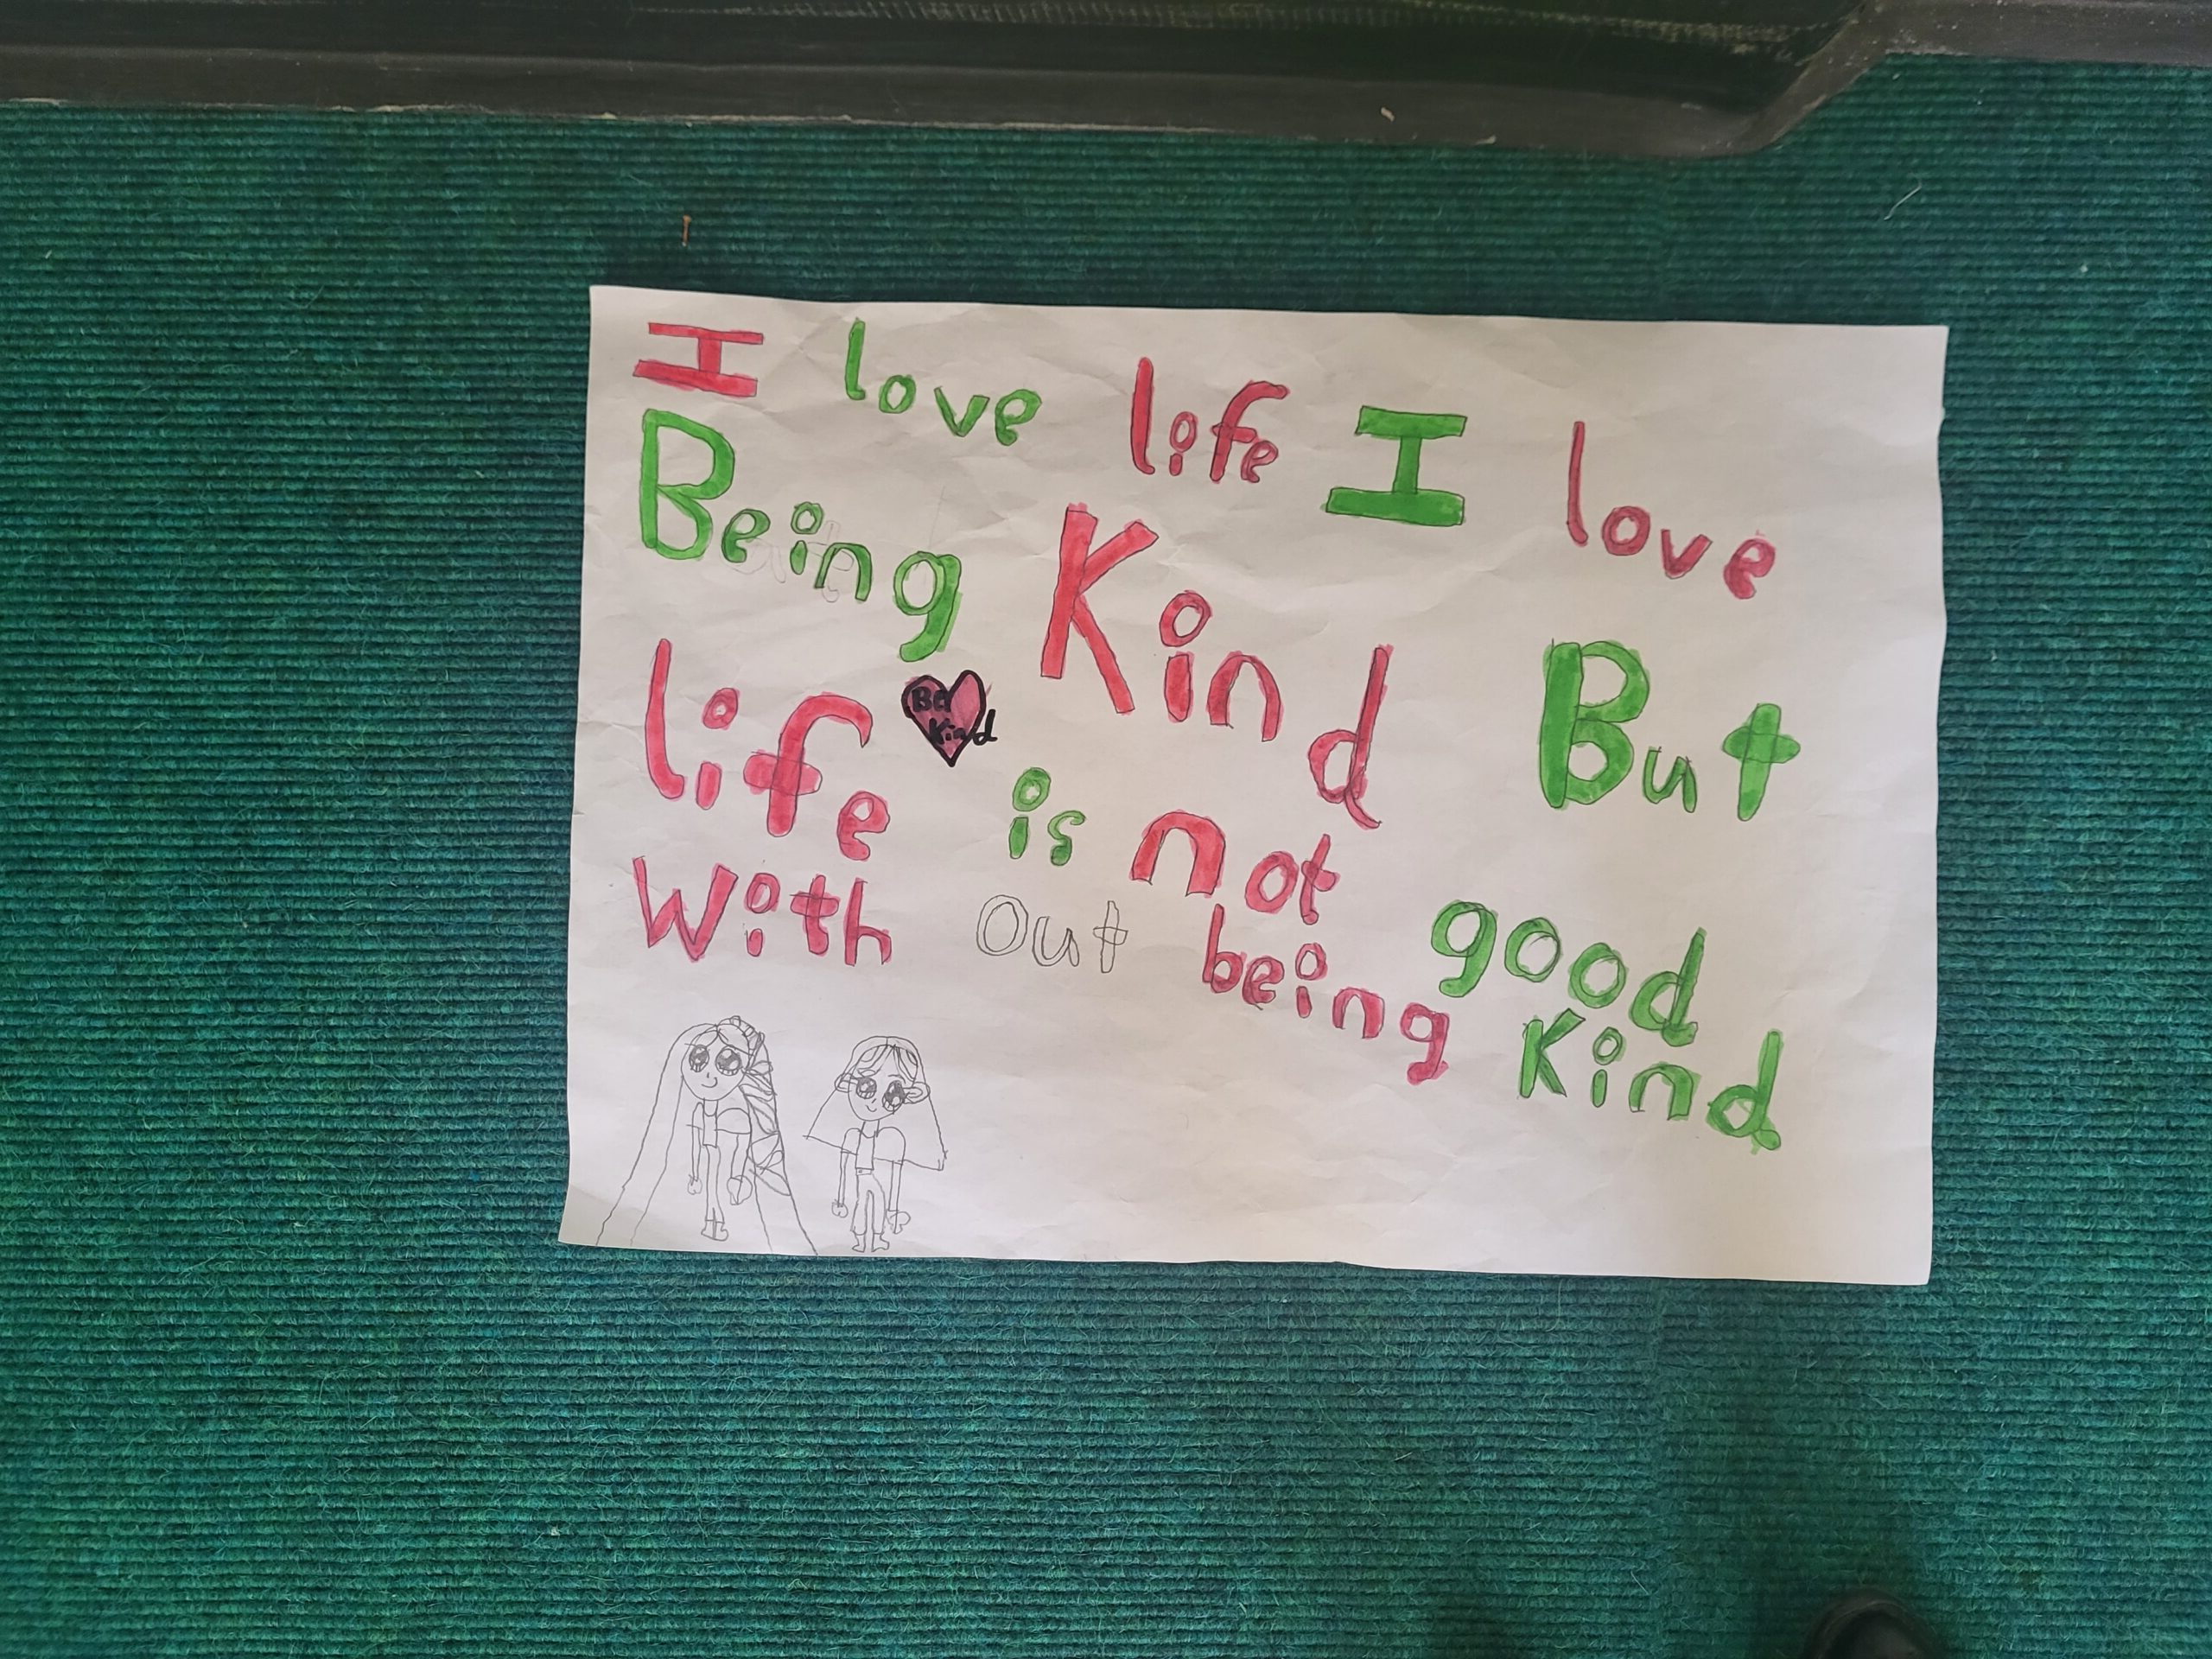 I love life I love
Being Kind But
life is not good
Be Kind
With Out being Kind